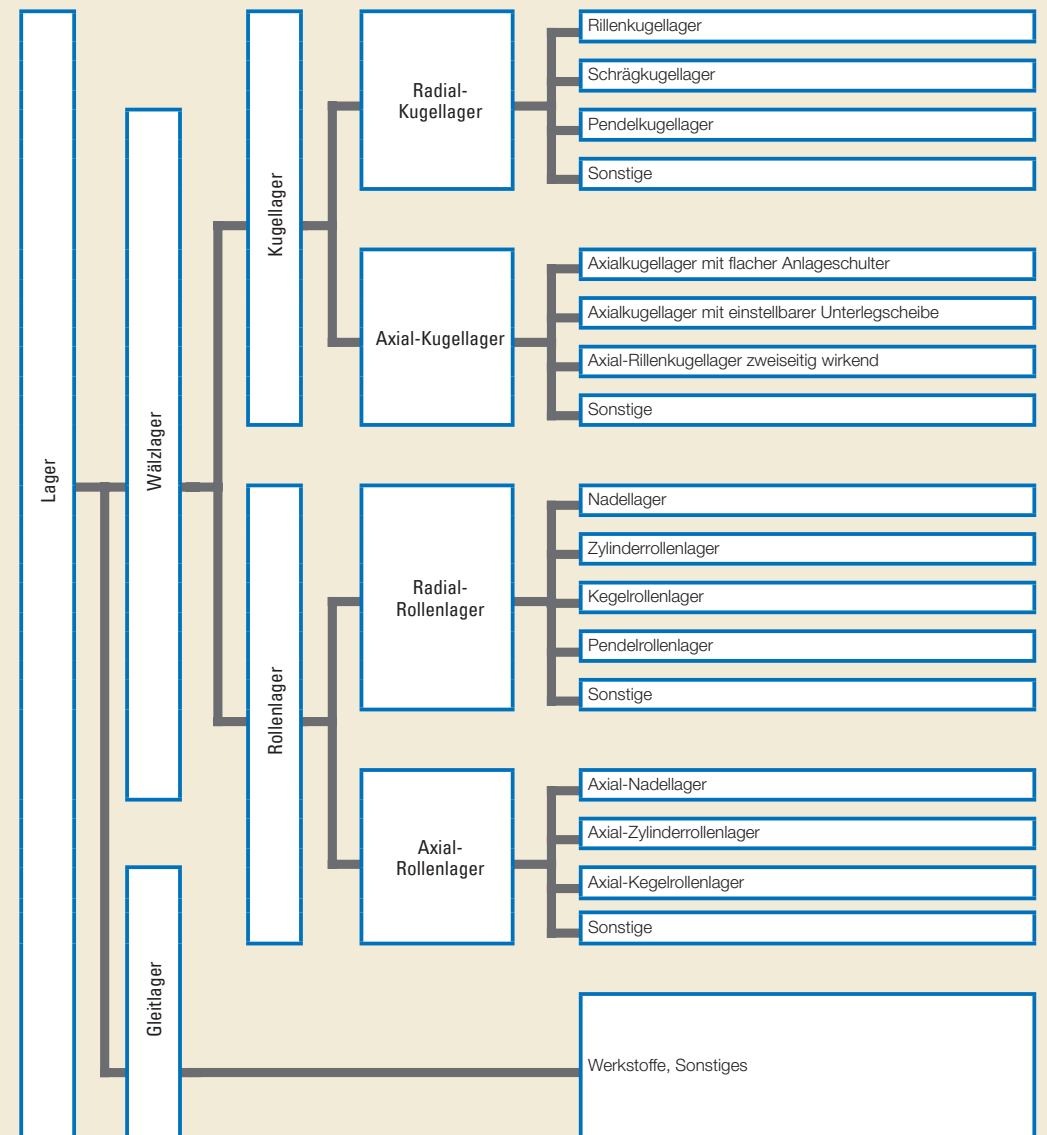 Lager
Wälzlager
Kugellager
Radial-
Kugellager
Rillenkugellager
Schrägkugellager
Pendelkugellager
Sonstige
Axial-Kugellager
Axialkugellager mit flacher Anlageschulter
Axialkugellager mit einstellbarer Unterlegscheibe
Axial-Rillenkugellager zweiseitig wirkend
Sonstige
Rollenlager
Radial-
Rollenlager
Nadellager
Zylinderrollenlager
Kegelrollenlager
Pendelrollenlager
Sonstige
Axial-
Rollenlager
Axial-Nadellager
Axial-Zylinderrollenlager
Axial-Kegelrollenlager
Sonstige
Gleitlager
Werkstoffe, Sonstiges